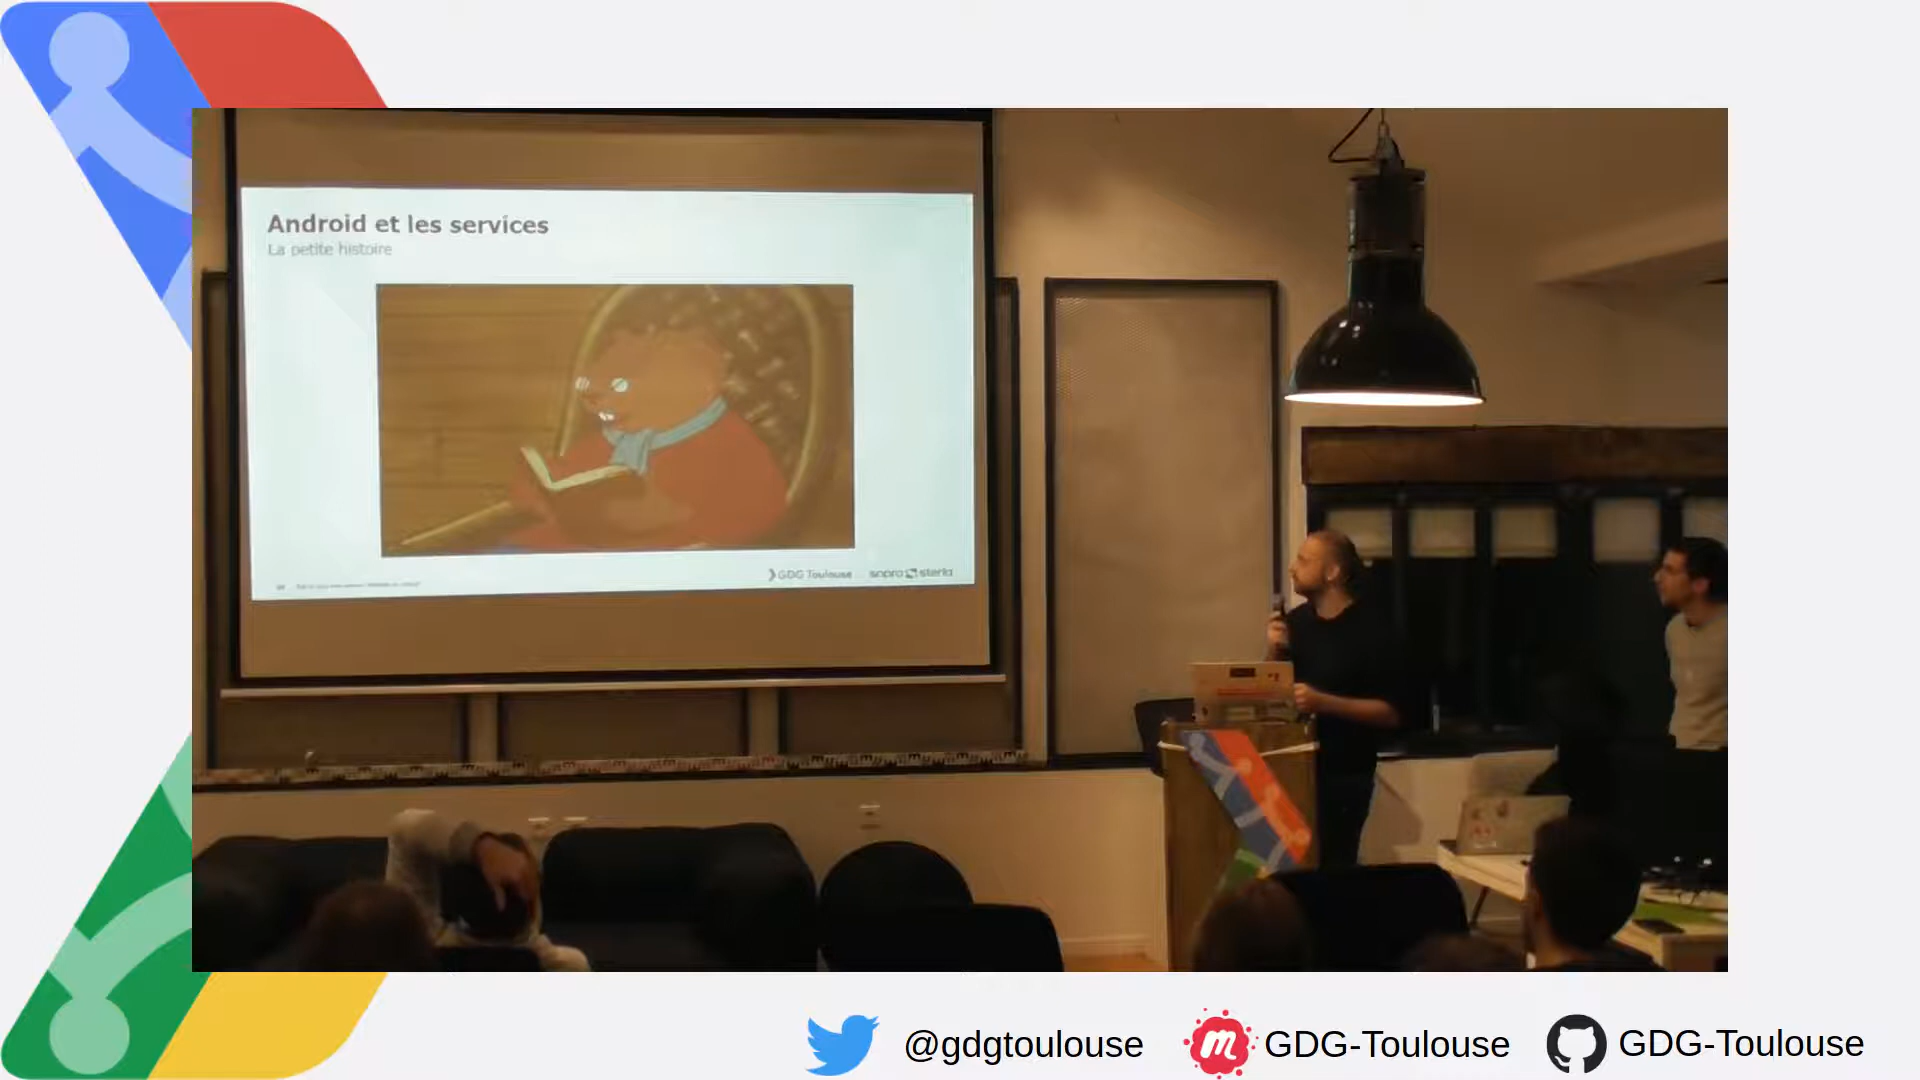 Android et les services
La petite histoire
GDG Toulouse
sopra steria
@gdgtoulouse
GDG-Toulouse
GDG-Toulouse